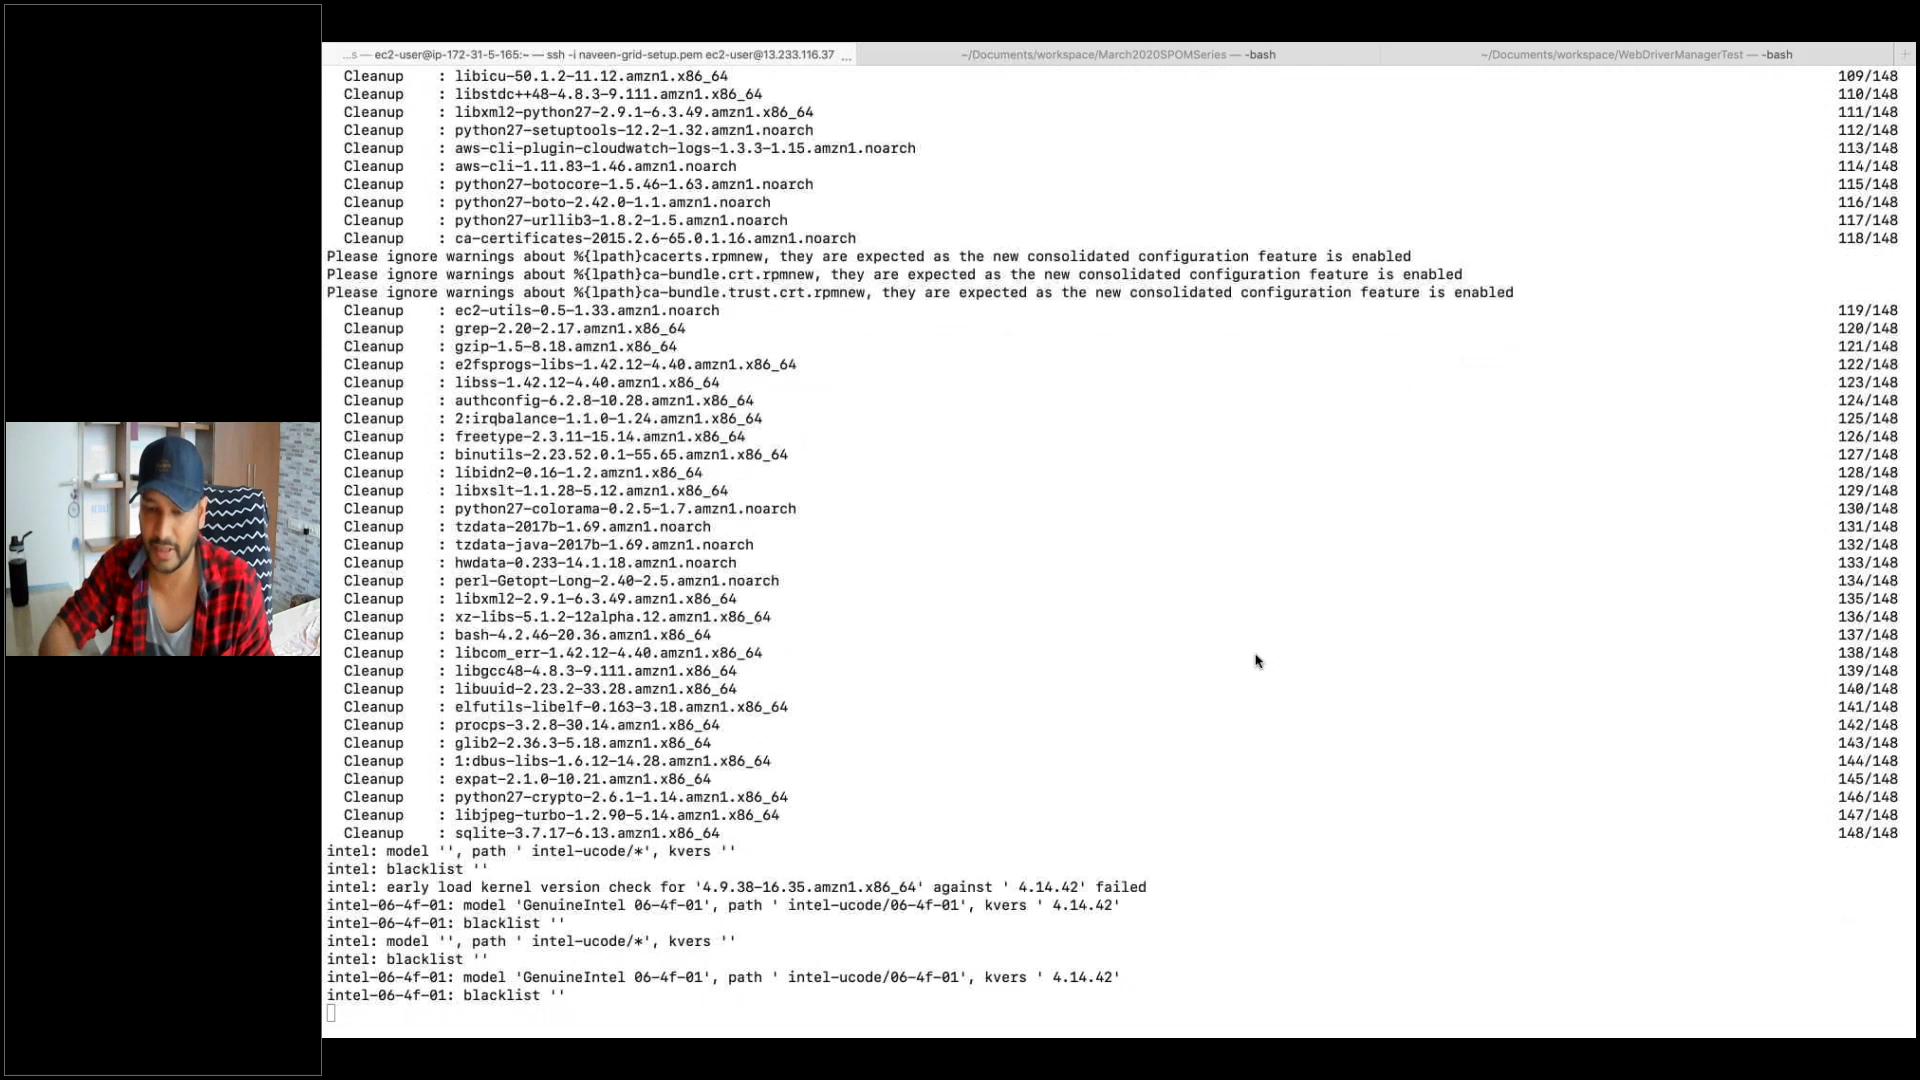 ...s — ec2-user@ip-172-31-5-165:~ — ssh -i naveen-grid-setup.pem ec2-user@13.233.116.37 ...
~/Documents/workspace/March2020SPOMSeries — -bash
~/Documents/workspace/WebDriverManagerTest — -bash
+
Cleanup : libicu-50.1.2-11.12.amzn1.x86_64 109/148
Cleanup : libstdc++48-4.8.3-9.111.amzn1.x86_64 110/148
Cleanup : libxml2-python27-2.9.1-6.3.49.amzn1.x86_64 111/148
Cleanup : python27-setuptools-12.2-1.32.amzn1.noarch 112/148
Cleanup : aws-cli-plugin-cloudwatch-logs-1.3.3-1.15.amzn1.noarch 113/148
Cleanup : aws-cli-1.11.83-1.46.amzn1.noarch 114/148
Cleanup : python27-botocore-1.5.46-1.63.amzn1.noarch 115/148
Cleanup : python27-boto-2.42.0-1.1.amzn1.noarch 116/148
Cleanup : python27-urllib3-1.8.2-1.5.amzn1.noarch 117/148
Cleanup : ca-certificates-2015.2.6-65.0.1.16.amzn1.noarch 118/148
Please ignore warnings about %{lpath}cacerts.rpmnew, they are expected as the new consolidated configuration feature is enabled
Please ignore warnings about %{lpath}ca-bundle.crt.rpmnew, they are expected as the new consolidated configuration feature is enabled
Please ignore warnings about %{lpath}ca-bundle.trust.crt.rpmnew, they are expected as the new consolidated configuration feature is enabled
Cleanup : ec2-utils-0.5-1.33.amzn1.noarch 119/148
Cleanup : grep-2.20-2.17.amzn1.x86_64 120/148
Cleanup : gzip-1.5-8.18.amzn1.x86_64 121/148
Cleanup : e2fsprogs-libs-1.42.12-4.40.amzn1.x86_64 122/148
Cleanup : libss-1.42.12-4.40.amzn1.x86_64 123/148
Cleanup : authconfig-6.2.8-10.28.amzn1.x86_64 124/148
Cleanup : 2:irqbalance-1.1.0-1.24.amzn1.x86_64 125/148
Cleanup : freetype-2.3.11-15.14.amzn1.x86_64 126/148
Cleanup : binutils-2.23.52.0.1-55.65.amzn1.x86_64 127/148
Cleanup : libidn2-0.16-1.2.amzn1.x86_64 128/148
Cleanup : libxslt-1.1.28-5.12.amzn1.x86_64 129/148
Cleanup : python27-colorama-0.2.5-1.7.amzn1.noarch 130/148
Cleanup : tzdata-2017b-1.69.amzn1.noarch 131/148
Cleanup : tzdata-java-2017b-1.69.amzn1.noarch 132/148
Cleanup : hwdata-0.233-14.1.18.amzn1.noarch 133/148
Cleanup : perl-Getopt-Long-2.40-2.5.amzn1.noarch 134/148
Cleanup : libxml2-2.9.1-6.3.49.amzn1.x86_64 135/148
Cleanup : xz-libs-5.1.2-12alpha.12.amzn1.x86_64 136/148
Cleanup : bash-4.2.46-20.36.amzn1.x86_64 137/148
Cleanup : libcom_err-1.42.12-4.40.amzn1.x86_64 138/148
Cleanup : libgcc48-4.8.3-9.111.amzn1.x86_64 139/148
Cleanup : libuuid-2.23.2-33.28.amzn1.x86_64 140/148
Cleanup : elfutils-libelf-0.163-3.18.amzn1.x86_64 141/148
Cleanup : procps-3.2.8-30.14.amzn1.x86_64 142/148
Cleanup : glib2-2.36.3-5.18.amzn1.x86_64 143/148
Cleanup : 1:dbus-libs-1.6.12-14.28.amzn1.x86_64 144/148
Cleanup : expat-2.1.0-10.21.amzn1.x86_64 145/148
Cleanup : python27-crypto-2.6.1-1.14.amzn1.x86_64 146/148
Cleanup : libjpeg-turbo-1.2.90-5.14.amzn1.x86_64 147/148
Cleanup : sqlite-3.7.17-6.13.amzn1.x86_64 148/148
intel: model '', path ' intel-ucode/*', kvers ''
intel: blacklist ''
intel: early load kernel version check for '4.9.38-16.35.amzn1.x86_64' against ' 4.14.42' failed
intel-06-4f-01: model 'GenuineIntel 06-4f-01', path ' intel-ucode/06-4f-01', kvers ' 4.14.42'
intel-06-4f-01: blacklist ''
intel: model '', path ' intel-ucode/*', kvers ''
intel: blacklist ''
intel-06-4f-01: model 'GenuineIntel 06-4f-01', path ' intel-ucode/06-4f-01', kvers ' 4.14.42'
intel-06-4f-01: blacklist ''